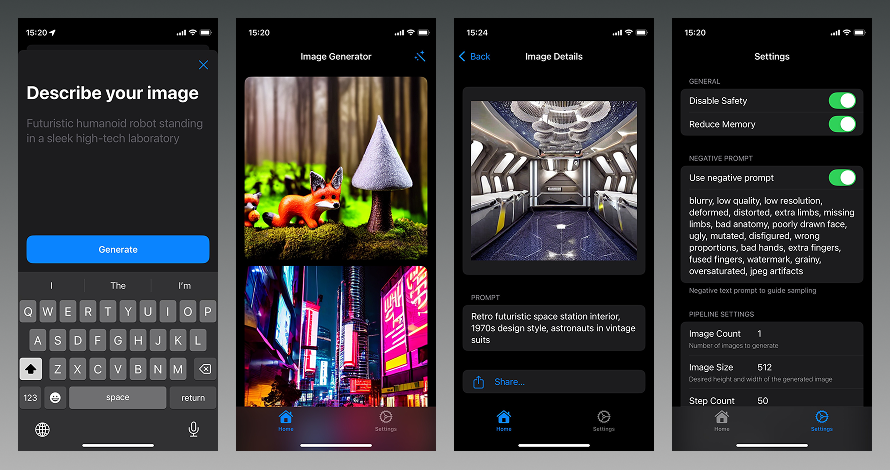 15:20
Describe your image
Futuristic humanoid robot standing
in a sleek high-tech laboratory
Generate
I The I'm
Q W E R T Y U I O P
A S D F G H J K L
Z X C V B N M
123 space return
15:20
Image Generator
Home Settings
15:24
Back Image Details
PROMPT
Retro futuristic space station interior,
1970s design style, astronauts in vintage
suits
Share...
Home Settings
15:20
Settings
GENERAL
Disable Safety
Reduce Memory
NEGATIVE PROMPT
Use negative prompt
blurry, low quality, low resolution,
deformed, distorted, extra limbs, missing
limbs, bad anatomy, poorly drawn face,
ugly, mutated, disfigured, wrong
proportions, bad hands, extra fingers,
fused fingers, watermark, grainy,
oversaturated, jpeg artifacts
Negative text prompt to guide sampling
PIPELINE SETTINGS
Image Count 1
Number of images to generate
Image Size 512
Desired height and width of the generated image
Step Count 50
Home Settings